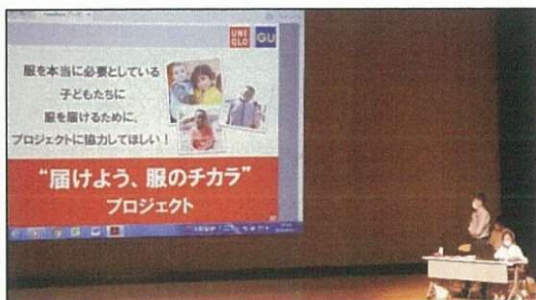 UNI QLO GU
服を本当に必要としている
子どもたちに
服を届けるために、
プロジェクトに協力してほしい！
“届けよう、服のチカラ”
プロジェクト